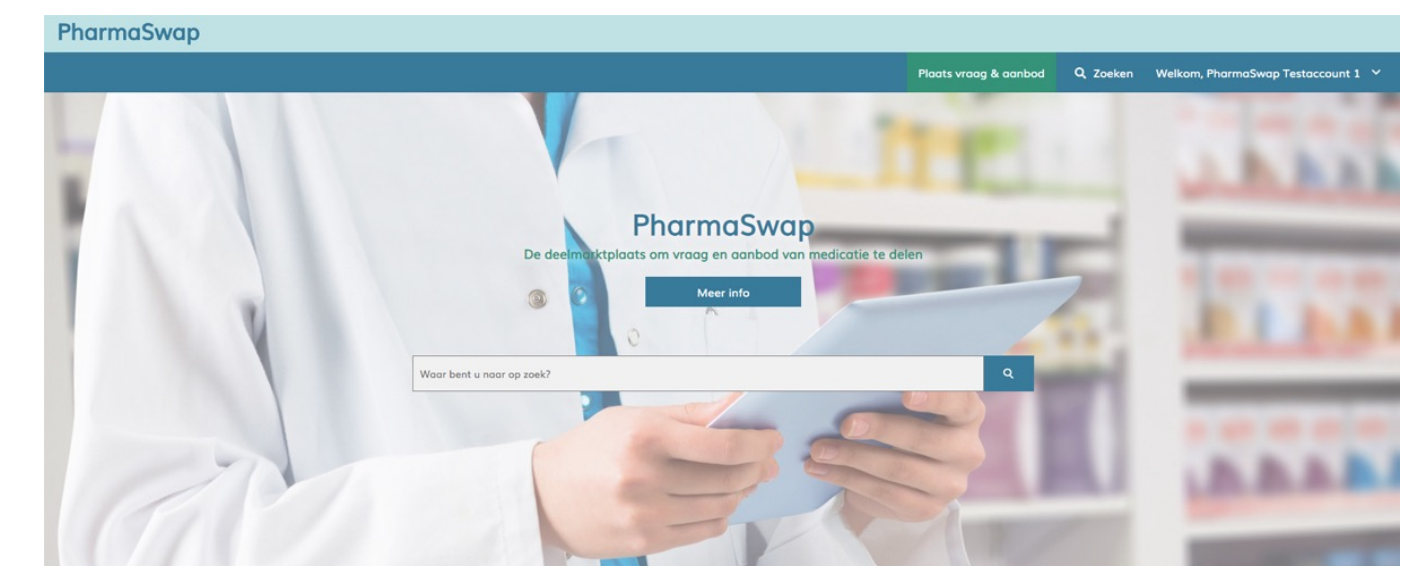 PharmaSwap
Plaats vraag & aanbod Zoeken Welkom, PharmaSwap Testaccount 1
PharmaSwap
De deelmarktplaats om vraag en aanbod van medicatie te delen
Meer info
Waar bent u naar op zoek?